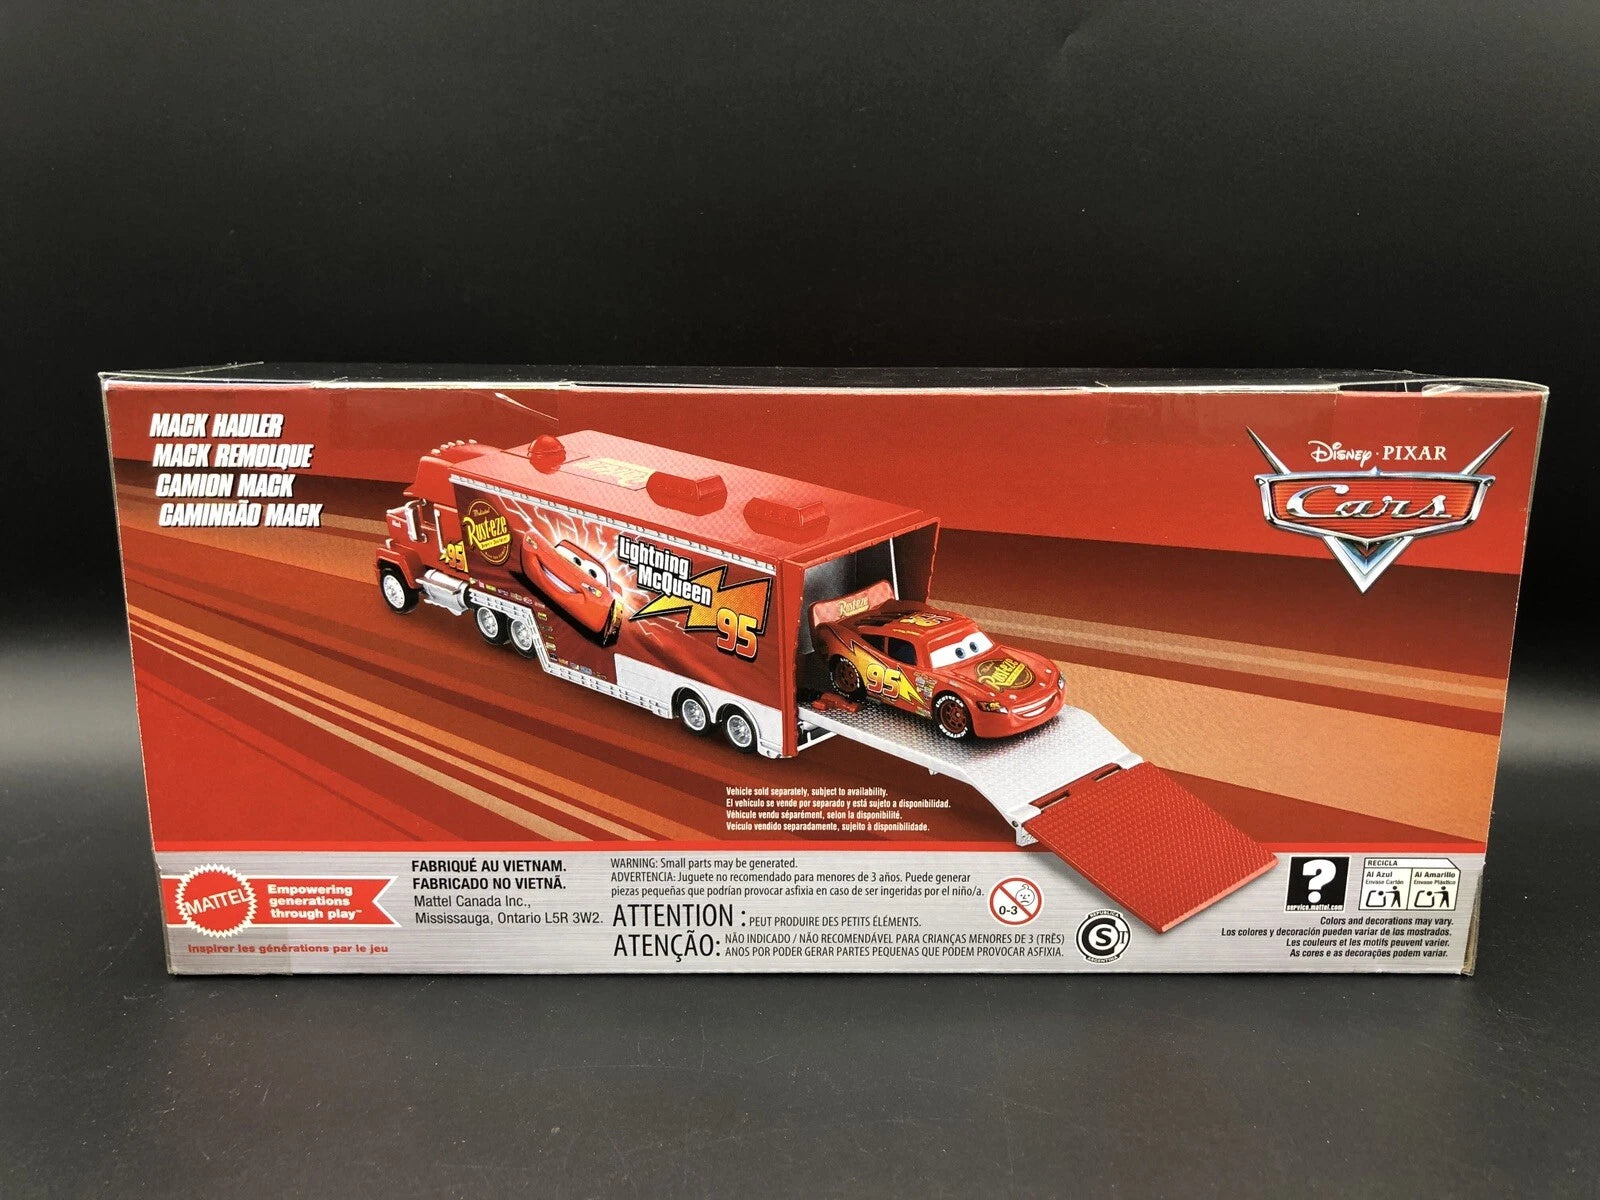 MACK HAULER
MACK REMOLQUE
CAMION MACK
CAMINHÃO MACK
Disney · PIXAR
Cars
Rust-eze
95
Lightning
McQueen
95
Rust-eze
95
Rust-eze
Vehicle sold separately, subject to availability.
El vehículo se vende por separado y está sujeto a disponibilidad.
Véhicule vendu séparément, selon la disponibilité.
Veículo vendido separadamente, sujeito à disponibilidade.
MATTEL
Empowering
generations
through play™
Inspirer les générations par le jeu
FABRIQUÉ AU VIETNAM.
FABRICADO NO VIETNÃ.
Mattel Canada Inc.,
Mississauga, Ontario L5R 3W2.
WARNING: Small parts may be generated.
ADVERTENCIA: Juguete no recomendado para menores de 3 años. Puede generar
piezas pequeñas que podrían provocar asfixia en caso de ser ingeridas por el niño/a.
ATTENTION : PEUT PRODUIRE DES PETITS ÉLÉMENTS.
ATENÇÃO: NÃO INDICADO / NÃO RECOMENDÁVEL PARA CRIANÇAS MENORES DE 3 (TRÊS)
ANOS POR PODER GERAR PARTES PEQUENAS QUE PODEM PROVOCAR ASFIXIA.
0-3
REPUBLICA
S
ARGENTINA
?
service.mattel.com
RECICLA
Al Azul
Envase Cartón
Al Amarillo
Envase Plástico
Colors and decorations may vary.
Los colores y decoración pueden variar de los mostrados.
Les couleurs et les motifs peuvent varier.
As cores e as decorações podem variar.